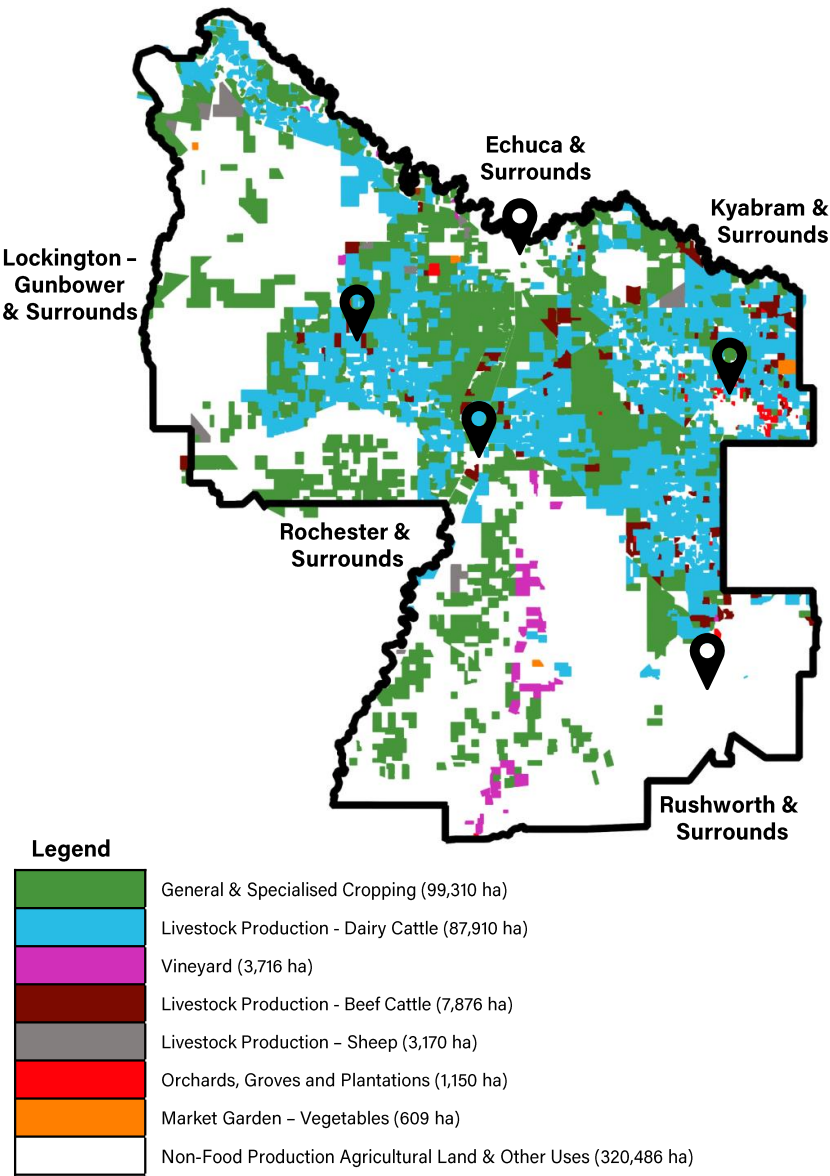 Echuca &
Surrounds
Kyabram &
Surrounds
Lockington –
Gunbower
& Surrounds
Rochester &
Surrounds
Rushworth &
Surrounds
Legend
General & Specialised Cropping (99,310 ha)
Livestock Production - Dairy Cattle (87,910 ha)
Vineyard (3,716 ha)
Livestock Production - Beef Cattle (7,876 ha)
Livestock Production – Sheep (3,170 ha)
Orchards, Groves and Plantations (1,150 ha)
Market Garden – Vegetables (609 ha)
Non-Food Production Agricultural Land & Other Uses (320,486 ha)